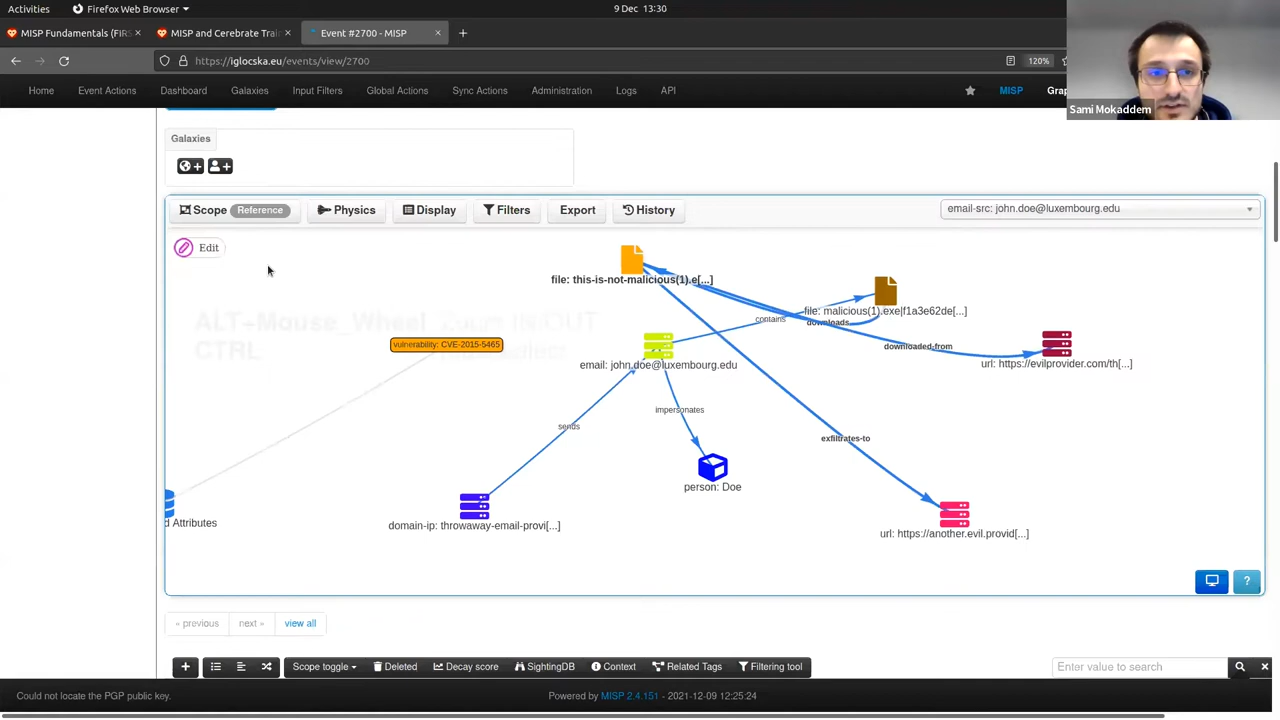 Activities
Firefox Web Browser
9 Dec 13:30
MISP Fundamentals (FIRS
MISP and Cerebrate Trai
Event #2700 - MISP
https://iglocska.eu/events/view/2700
120%
Home
Event Actions
Dashboard
Galaxies
Input Filters
Global Actions
Sync Actions
Administration
Logs
API
MISP
Sami Mokaddem
Galaxies
Scope Reference
Physics
Display
Filters
Export
History
email-src: john.doe@luxembourg.edu
Edit
file: this-is-not-malicious(1).e[...]
file: malicious(1).exe|f1a3e62de[...]
contains
downloads
ALT+Mouse_Wheel Zoom IN/OUT
CTRL
vulnerability: CVE-2015-5465
downloaded-from
email: john.doe@luxembourg.edu
url: https://evilprovider.com/th[...]
impersonates
sends
exfiltrates-to
person: Doe
d Attributes
domain-ip: throwaway-email-provi[...]
url: https://another.evil.provid[...]
?
« previous
next »
view all
Scope toggle
Deleted
Decay score
SightingDB
Context
Related Tags
Filtering tool
Enter value to search
Could not locate the PGP public key.
Powered by MISP 2.4.151 - 2021-12-09 12:25:24